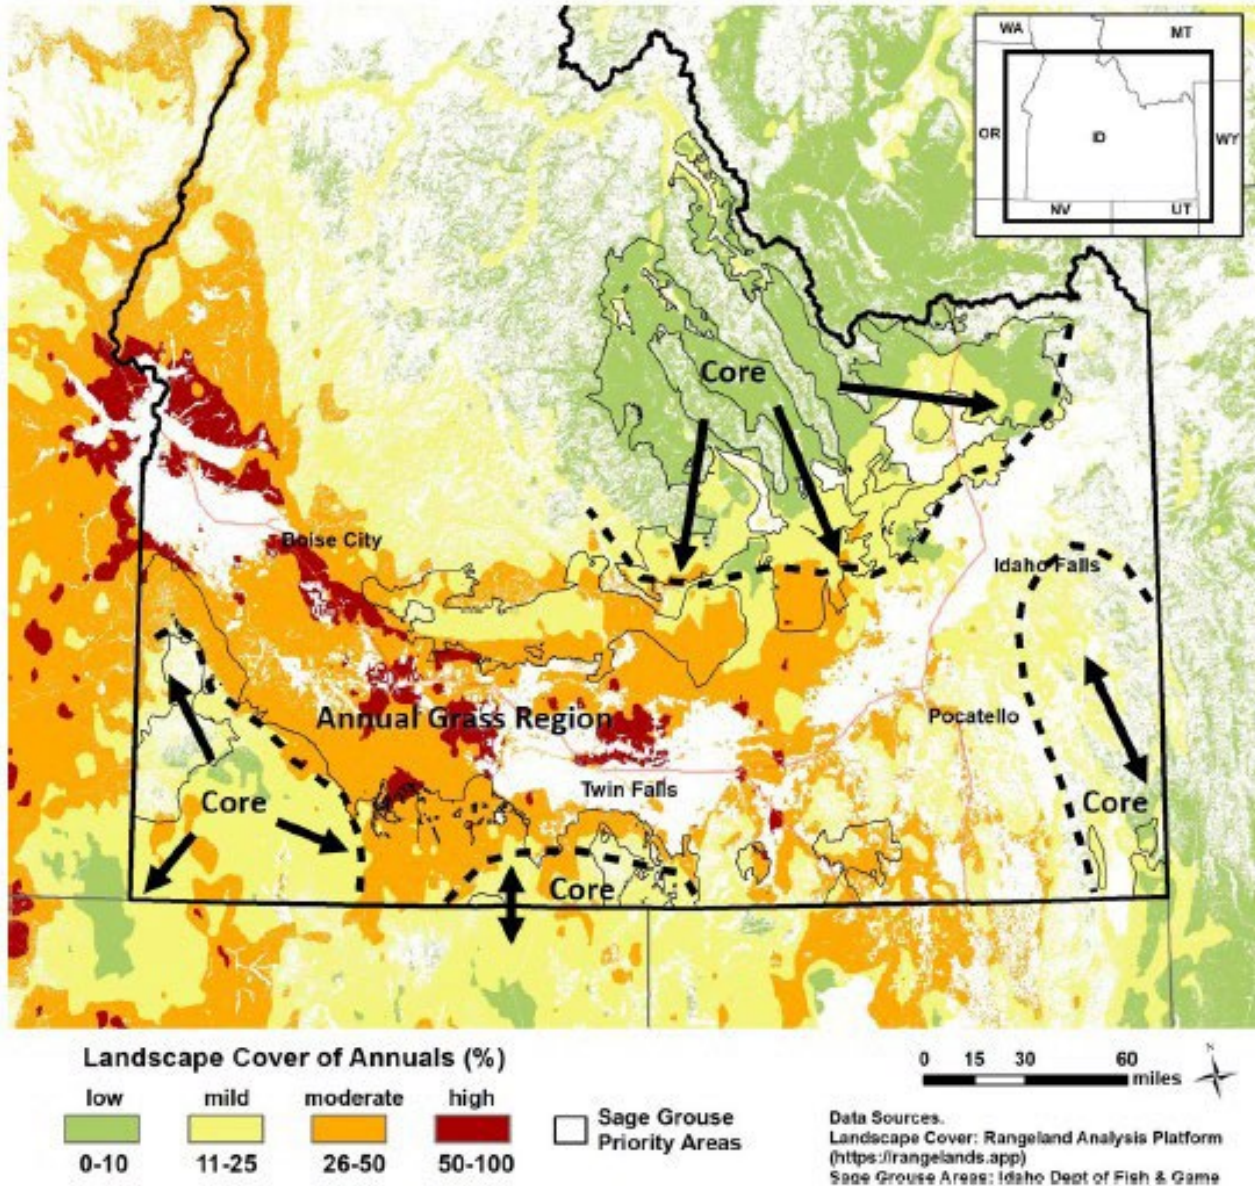 WA
MT
OR
ID
WY
NV
UT
Core
Boise City
Idaho Falls
Annual Grass Region
Pocatello
Twin Falls
Core
Core
Core
Landscape Cover of Annuals (%)
low mild moderate high
0-10 11-25 26-50 50-100
Sage Grouse
Priority Areas
N
0 15 30 60
miles
Data Sources.
Landscape Cover: Rangeland Analysis Platform
(https://rangelands.app)
Sage Grouse Areas: Idaho Dept of Fish & Game